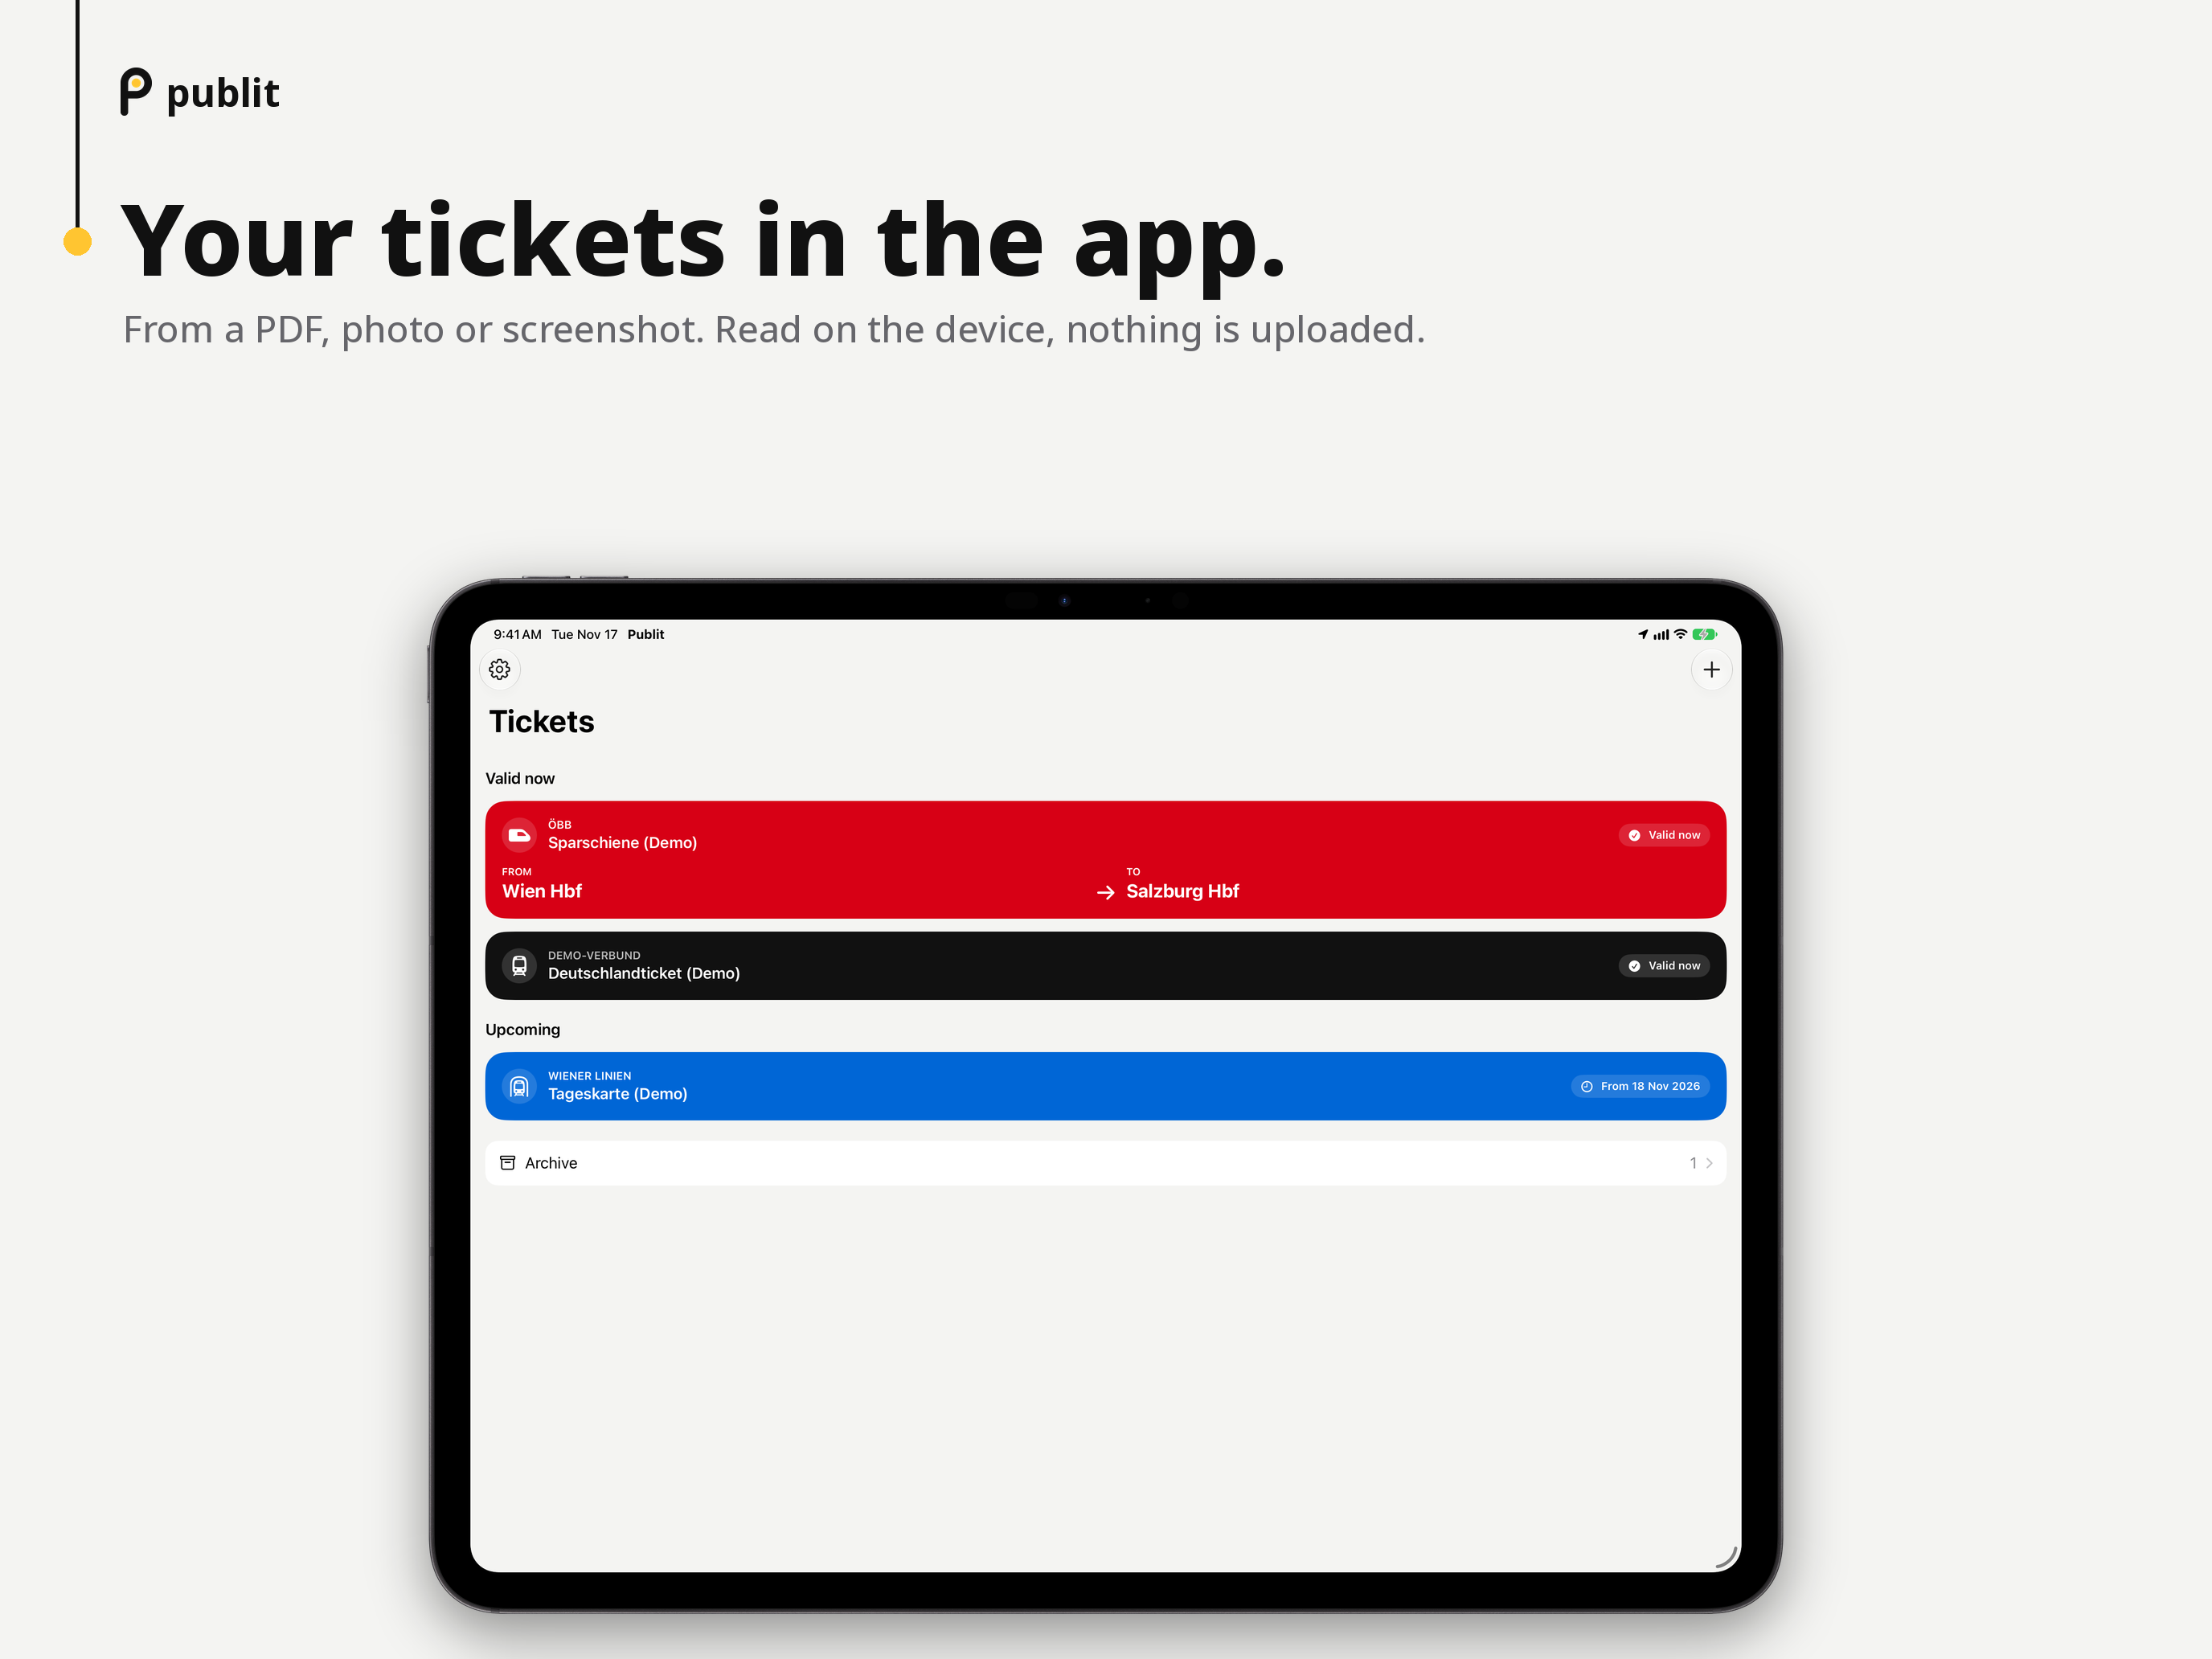 publit
Your tickets in the app.
From a PDF, photo or screenshot. Read on the device, nothing is uploaded.
9:41 AM Tue Nov 17 Publit
Tickets
Valid now
ÖBB
Sparschiene (Demo)
Valid now
FROM
TO
Wien Hbf
Salzburg Hbf
DEMO-VERBUND
Deutschlandticket (Demo)
Valid now
Upcoming
WIENER LINIEN
Tageskarte (Demo)
From 18 Nov 2026
Archive
1